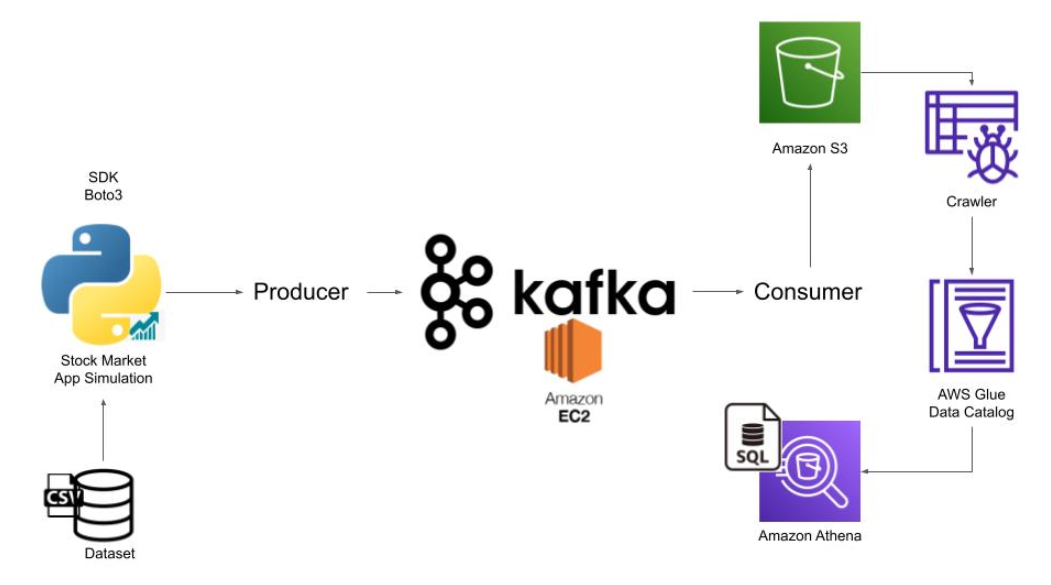 SDK
Boto3
Stock Market
App Simulation
CSV
Dataset
Producer
kafka
Amazon
EC2
Consumer
Amazon S3
Crawler
AWS Glue
Data Catalog
SQL
Amazon Athena